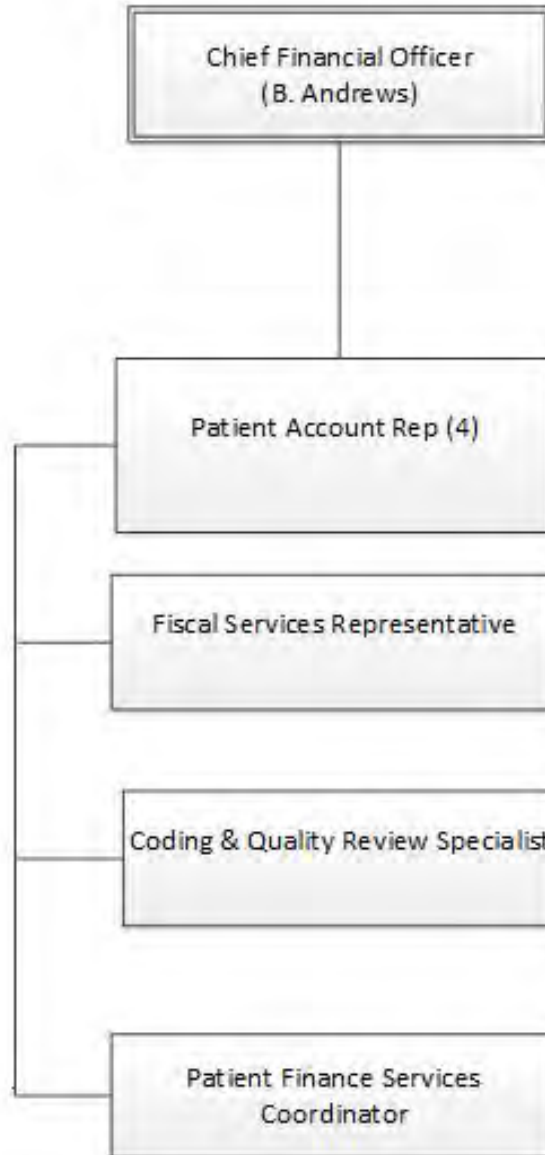 Chief Financial Officer
(B. Andrews)
Patient Account Rep (4)
Fiscal Services Representative
Coding & Quality Review Specialist
Patient Finance Services
Coordinator